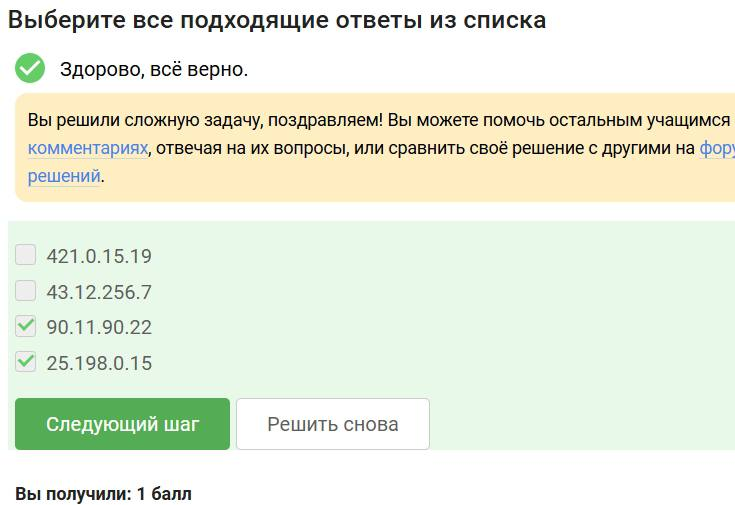 Выберите все подходящие ответы из списка
Здорово, всё верно.
Вы решили сложную задачу, поздравляем! Вы можете помочь остальным учащимся
комментариях, отвечая на их вопросы, или сравнить своё решение с другими на фору
решений.
421.0.15.19
43.12.256.7
90.11.90.22
25.198.0.15
Следующий шаг
Решить снова
Вы получили: 1 балл